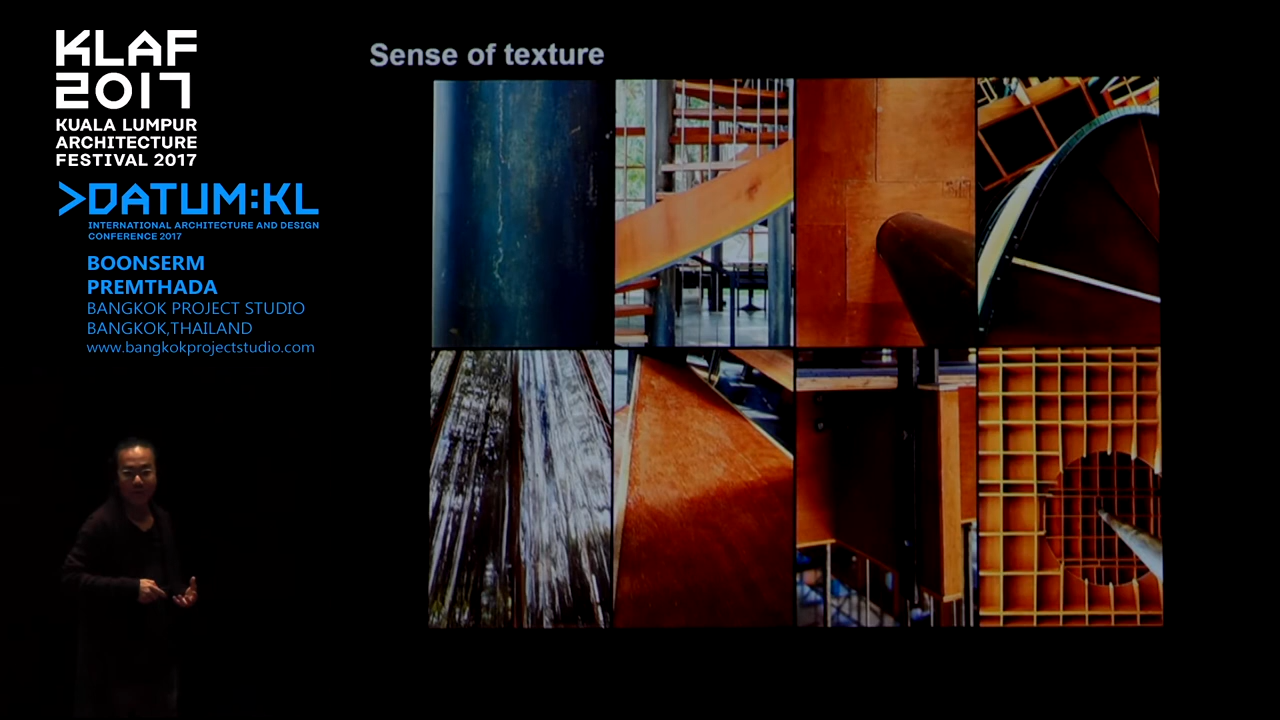 KLAF
2017
KUALA LUMPUR
ARCHITECTURE
FESTIVAL 2017
>DATUM:KL
INTERNATIONAL ARCHITECTURE AND DESIGN
CONFERENCE 2017
BOONSERM
PREMTHADA
BANGKOK PROJECT STUDIO
BANGKOK,THAILAND
www.bangkokprojectstudio.com
Sense of texture